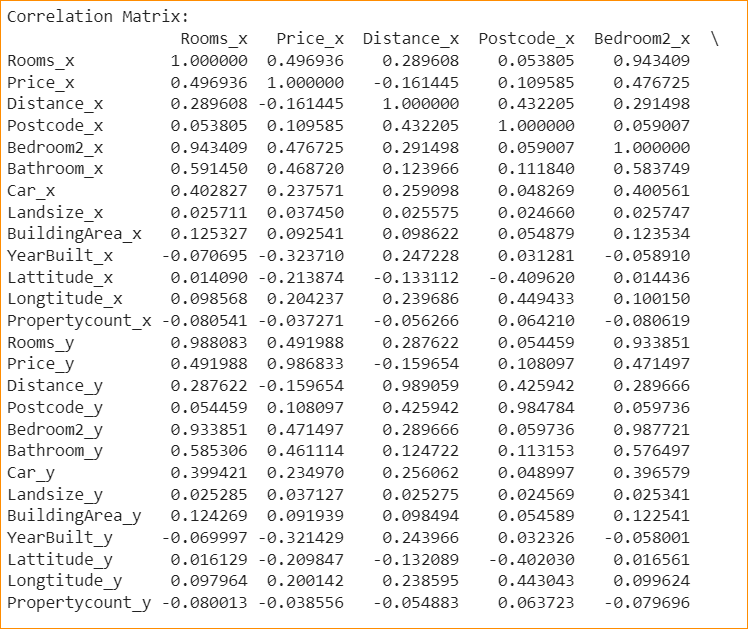 Correlation Matrix:
Rooms_x Price_x Distance_x Postcode_x Bedroom2_x \
Rooms_x 1.000000 0.496936 0.289608 0.053805 0.943409
Price_x 0.496936 1.000000 -0.161445 0.109585 0.476725
Distance_x 0.289608 -0.161445 1.000000 0.432205 0.291498
Postcode_x 0.053805 0.109585 0.432205 1.000000 0.059007
Bedroom2_x 0.943409 0.476725 0.291498 0.059007 1.000000
Bathroom_x 0.591450 0.468720 0.123966 0.111840 0.583749
Car_x 0.402827 0.237571 0.259098 0.048269 0.400561
Landsize_x 0.025711 0.037450 0.025575 0.024660 0.025747
BuildingArea_x 0.125327 0.092541 0.098622 0.054879 0.123534
YearBuilt_x -0.070695 -0.323710 0.247228 0.031281 -0.058910
Lattitude_x 0.014090 -0.213874 -0.133112 -0.409620 0.014436
Longtitude_x 0.098568 0.204237 0.239686 0.449433 0.100150
Propertycount_x -0.080541 -0.037271 -0.056266 0.064210 -0.080619
Rooms_y 0.988083 0.491988 0.287622 0.054459 0.933851
Price_y 0.491988 0.986833 -0.159654 0.108097 0.471497
Distance_y 0.287622 -0.159654 0.989059 0.425942 0.289666
Postcode_y 0.054459 0.108097 0.425942 0.984784 0.059736
Bedroom2_y 0.933851 0.471497 0.289666 0.059736 0.987721
Bathroom_y 0.585306 0.461114 0.124722 0.113153 0.576497
Car_y 0.399421 0.234970 0.256062 0.048997 0.396579
Landsize_y 0.025285 0.037127 0.025275 0.024569 0.025341
BuildingArea_y 0.124269 0.091939 0.098494 0.054589 0.122541
YearBuilt_y -0.069997 -0.321429 0.243966 0.032326 -0.058001
Lattitude_y 0.016129 -0.209847 -0.132089 -0.402030 0.016561
Longtitude_y 0.097964 0.200142 0.238595 0.443043 0.099624
Propertycount_y -0.080013 -0.038556 -0.054883 0.063723 -0.079696